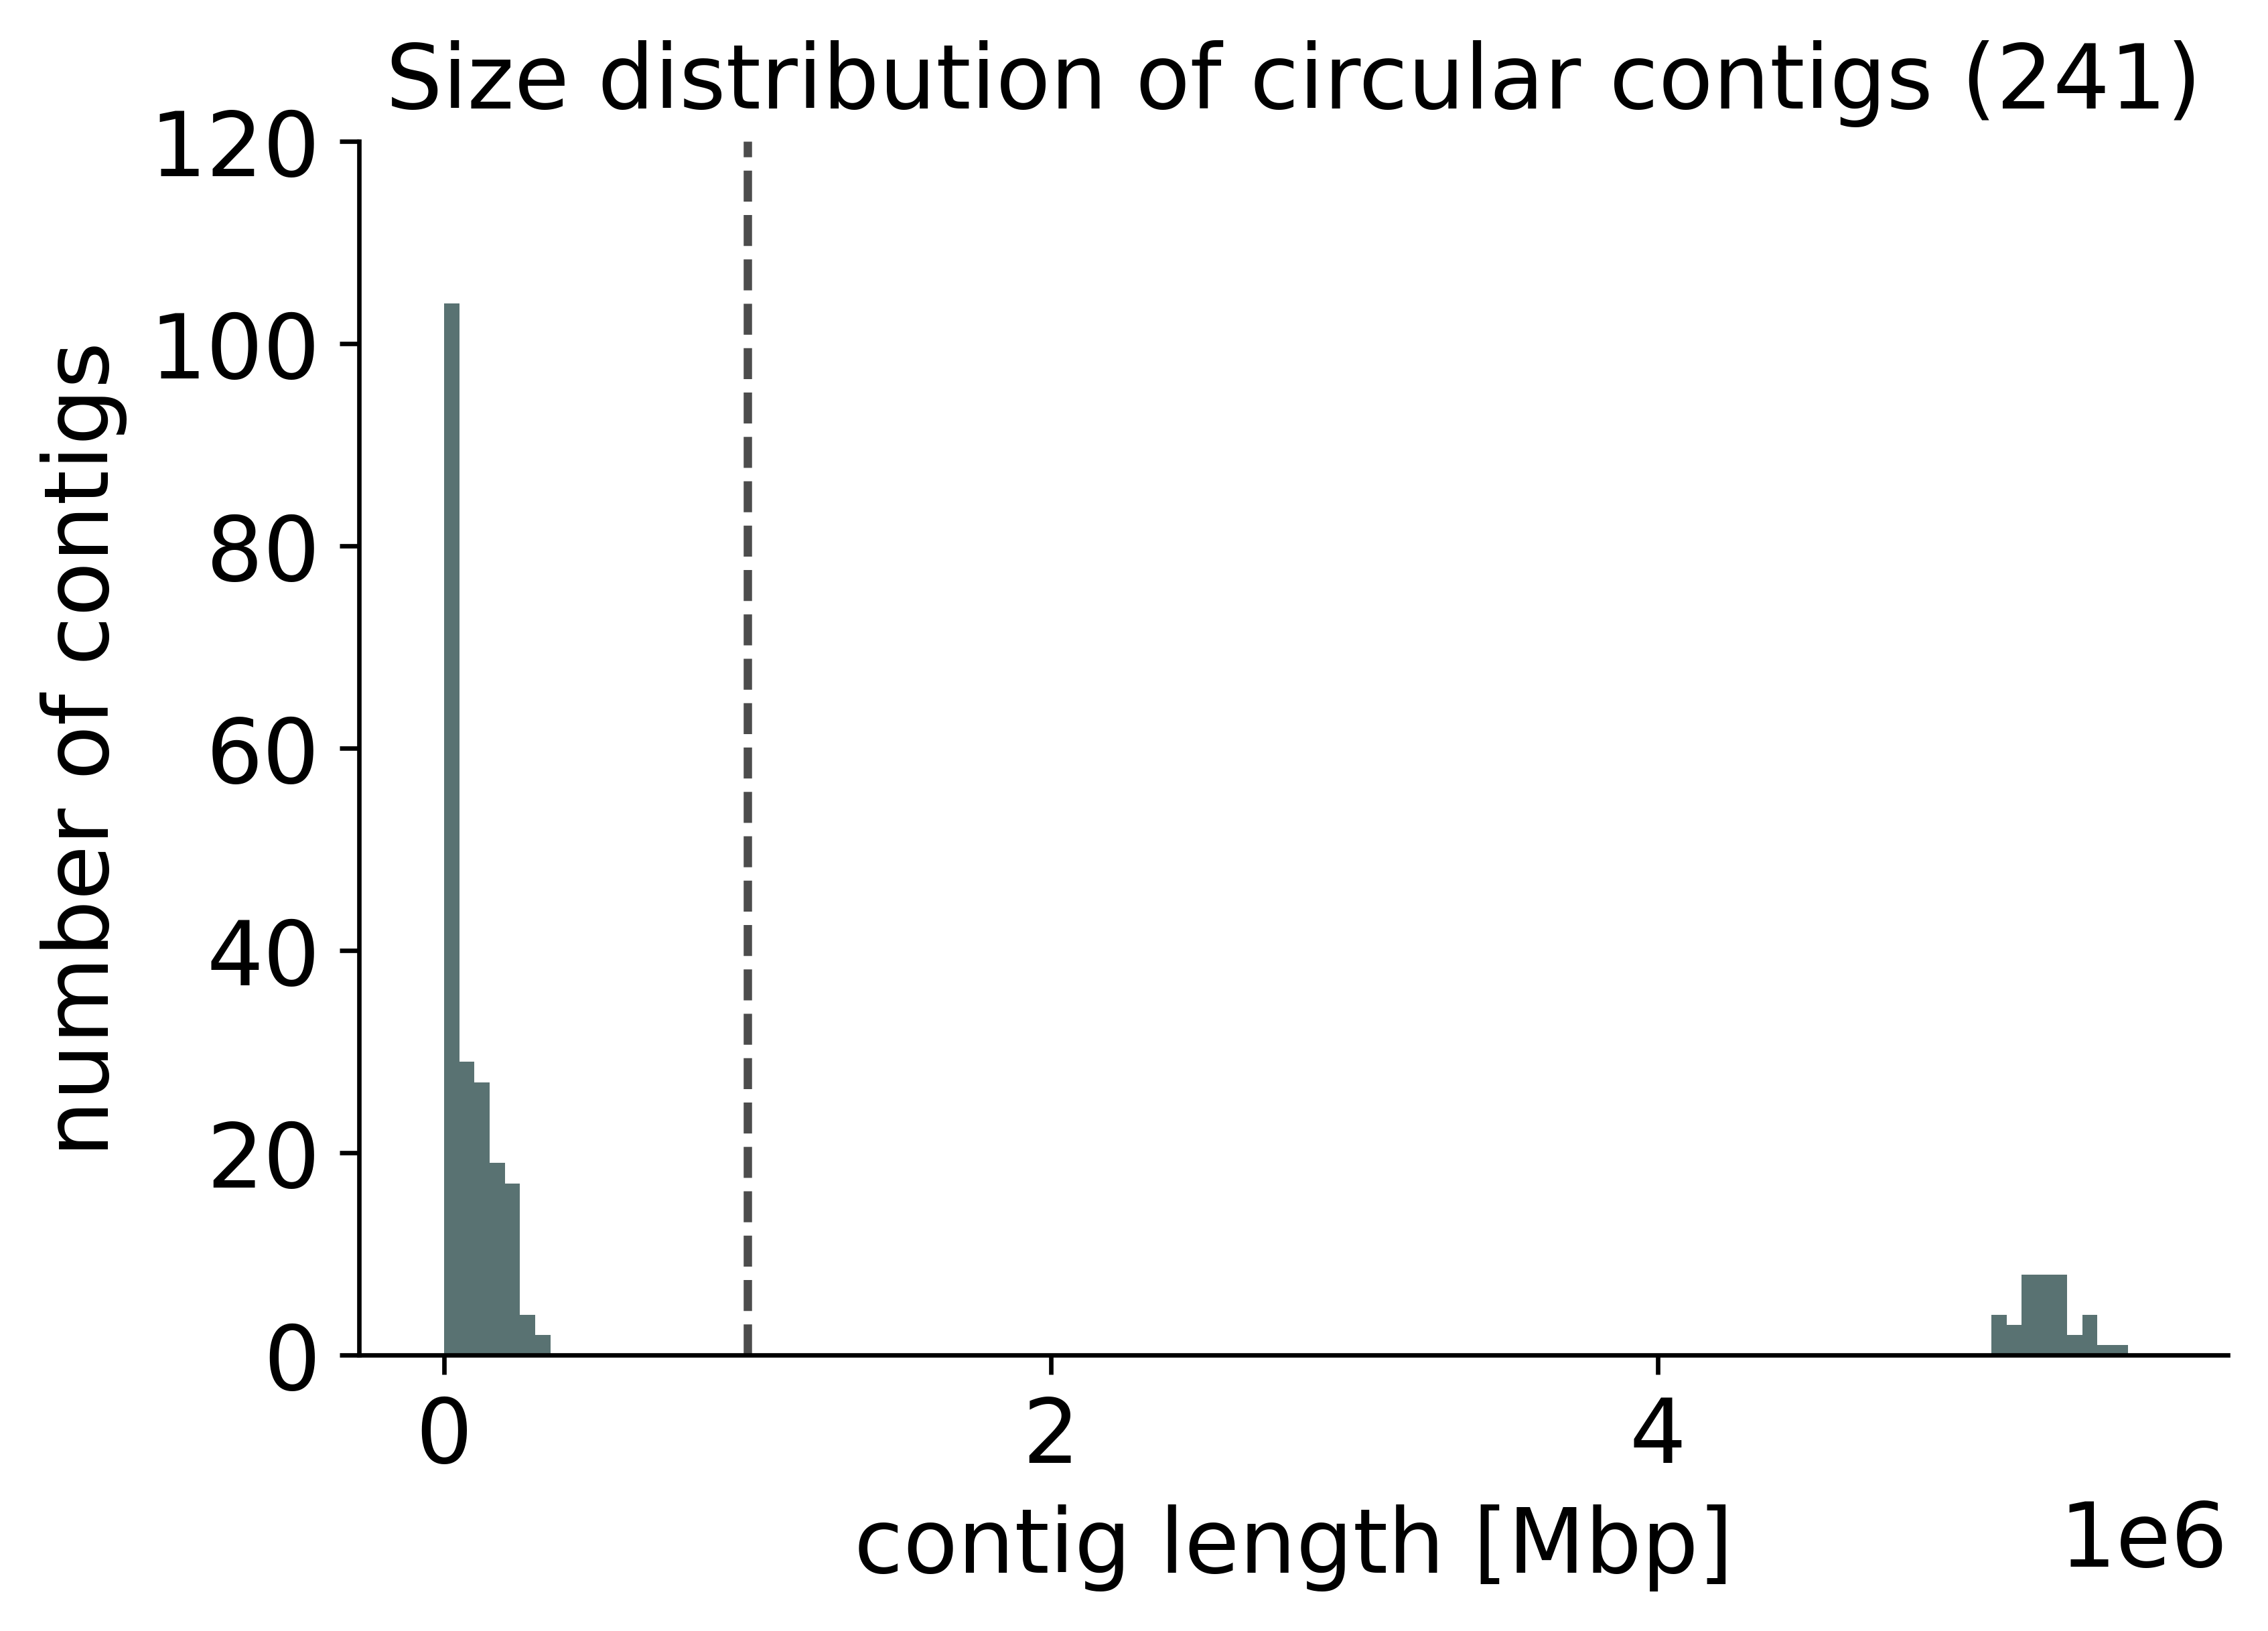 Size distribution of circular contigs (241)
number of contigs
120
100
80
60
40
20
0
0 2 4
contig length [Mbp]
1e6